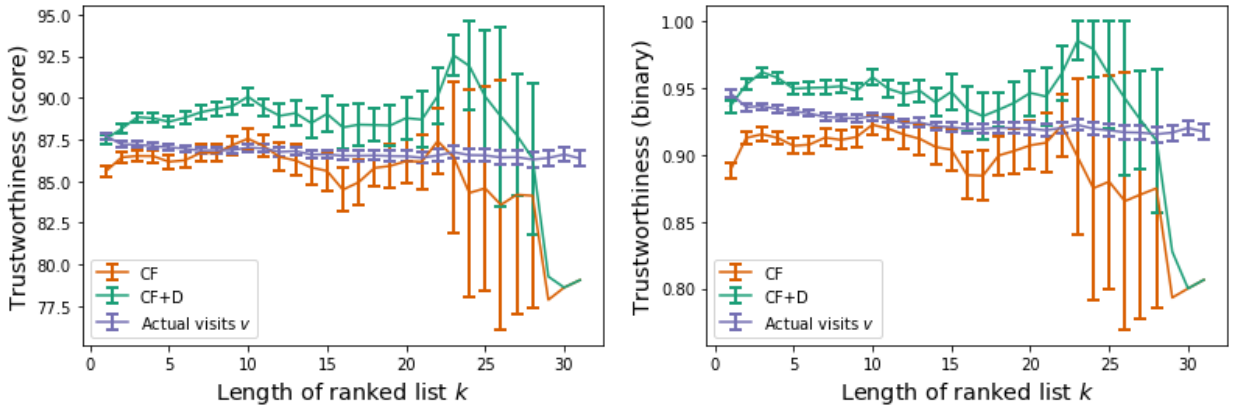 Trustworthiness (score)
95.0
92.5
90.0
87.5
85.0
82.5
80.0
77.5
CF
CF+D
Actual visits v
0 5 10 15 20 25 30
Length of ranked list k
Trustworthiness (binary)
1.00
0.95
0.90
0.85
0.80
CF
CF+D
Actual visits v
0 5 10 15 20 25 30
Length of ranked list k